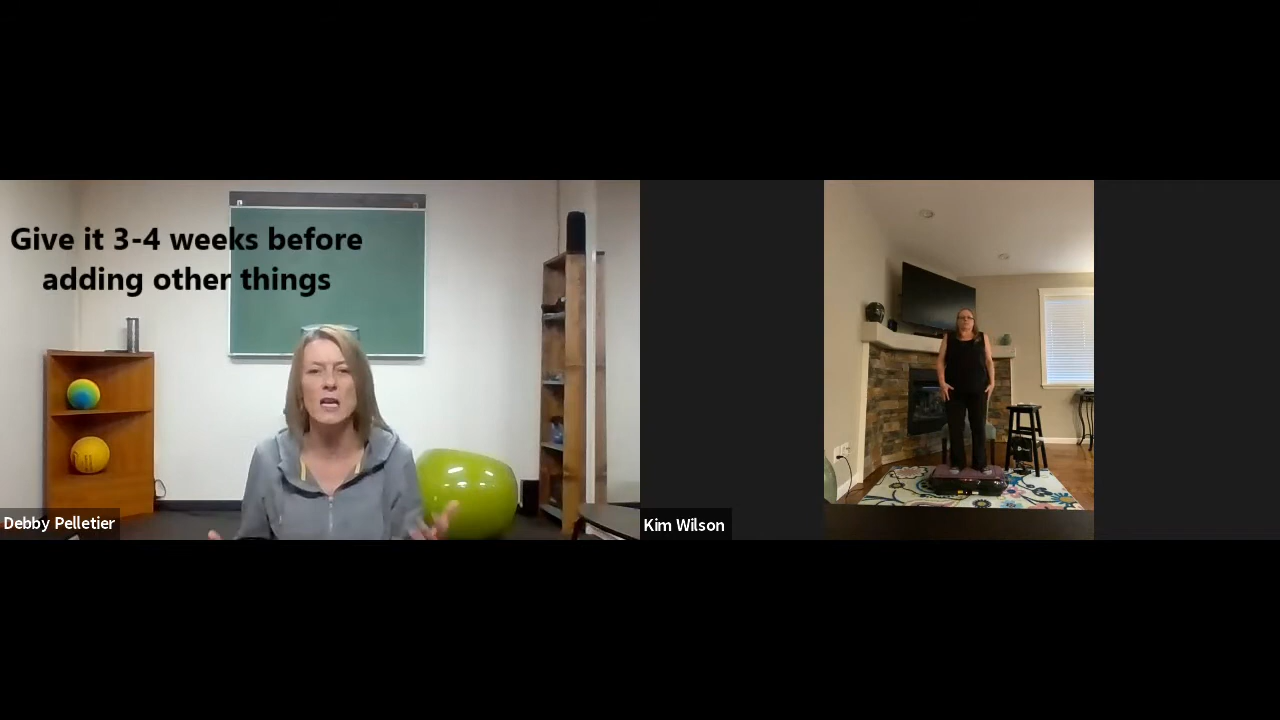 Give it 3-4 weeks before
adding other things
Debby Pelletier
Kim Wilson